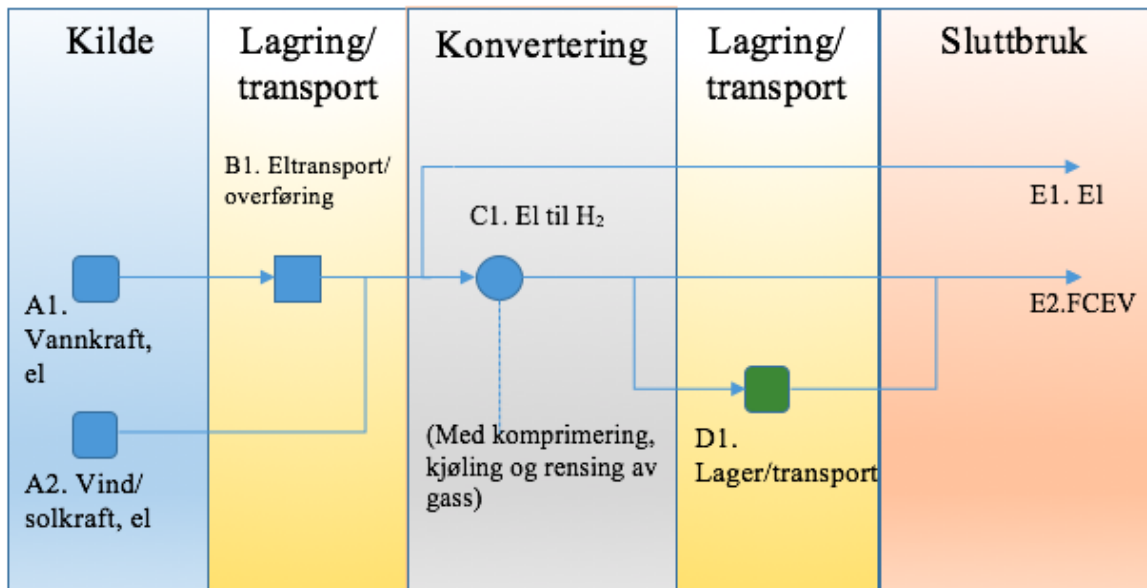 Kilde
Lagring/
transport
Konvertering
Lagring/
transport
Sluttbruk
B1. Eltransport/
overføring
E1. El
C1. El til H₂
A1.
Vannkraft,
el
E2.FCEV
A2. Vind/
solkraft, el
(Med komprimering,
kjøling og rensing av
gass)
D1.
Lager/transport